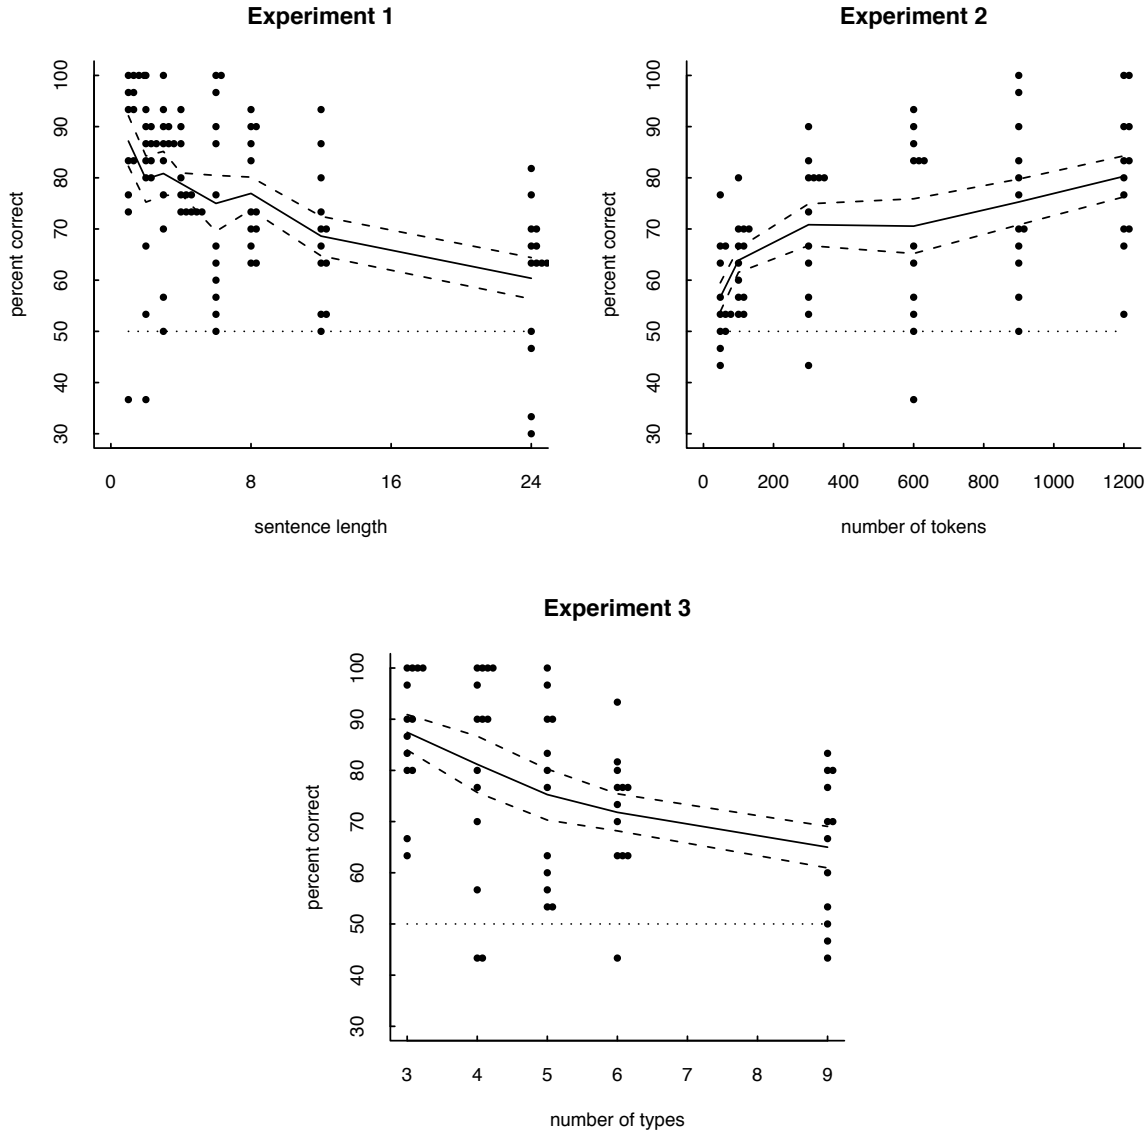 Experiment 1
percent correct
100
90
80
70
60
50
40
30
0 8 16 24
sentence length
Experiment 2
percent correct
100
90
80
70
60
50
40
30
0 200 400 600 800 1000 1200
number of tokens
Experiment 3
percent correct
100
90
80
70
60
50
40
30
3 4 5 6 7 8 9
number of types